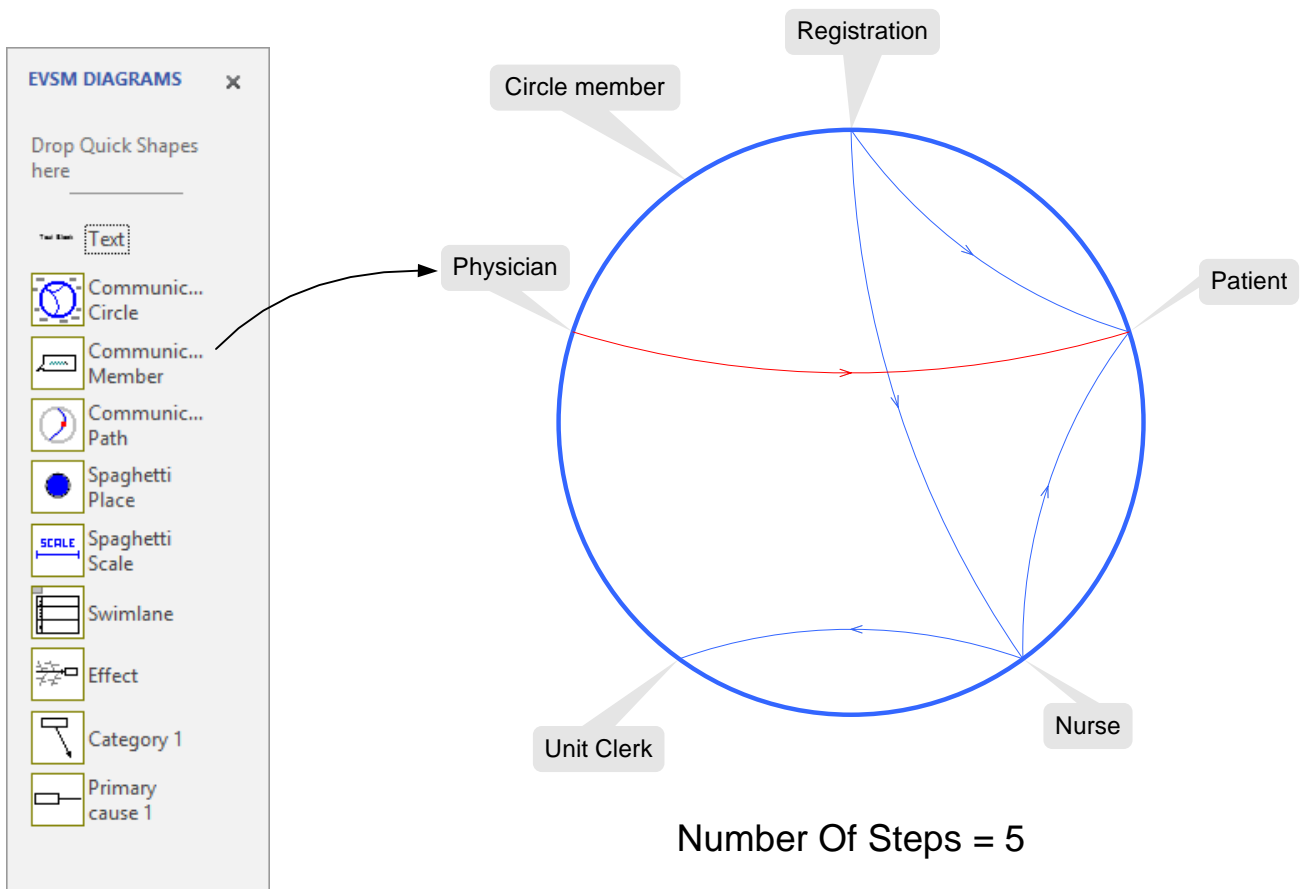 EVSM DIAGRAMS
Drop Quick Shapes
here
Text
Communic...
Circle
Communic...
Member
Communic...
Path
Spaghetti
Place
SCALE
Spaghetti
Scale
Swimlane
Effect
Category 1
Primary
cause 1
Registration
Circle member
Physician
Patient
Unit Clerk
Nurse
Number Of Steps = 5